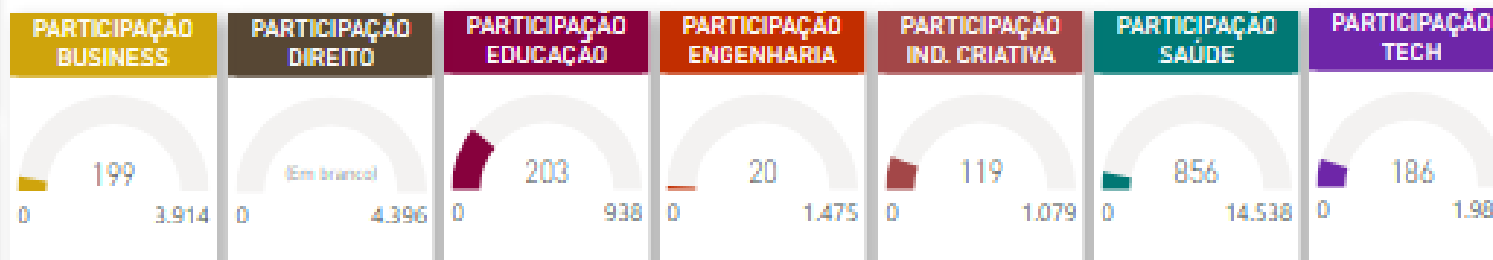 PARTICIPAÇÃO
BUSINESS
199
0 3.914
PARTICIPAÇÃO
DIREITO
(Em branco)
0 4.396
PARTICIPAÇÃO
EDUCAÇÃO
203
0 938
PARTICIPAÇÃO
ENGENHARIA
20
0 1.475
PARTICIPAÇÃO
IND. CRIATIVA
119
0 1.079
PARTICIPAÇÃO
SAÚDE
856
0 14.538
PARTICIPAÇÃO
TECH
186
0 1.98